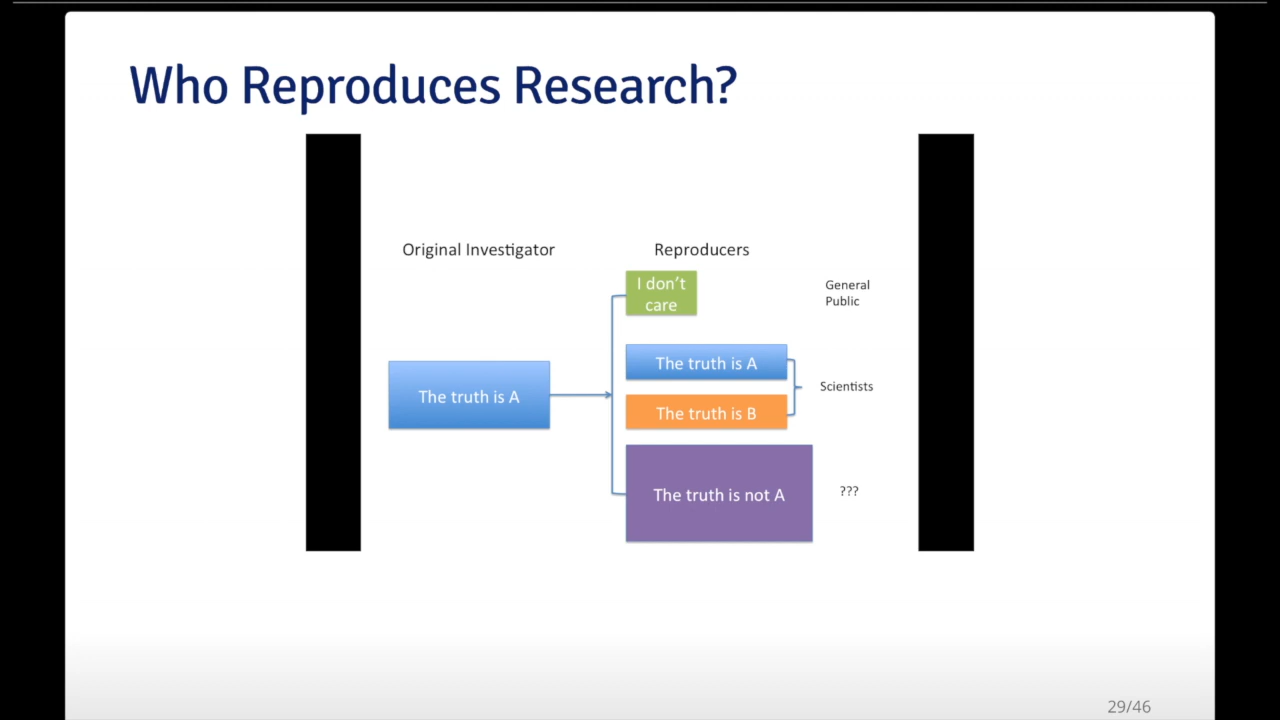 Who Reproduces Research?
Original Investigator
Reproducers
I don't
care
General
Public
The truth is A
The truth is A
Scientists
The truth is B
The truth is not A
???
29/46